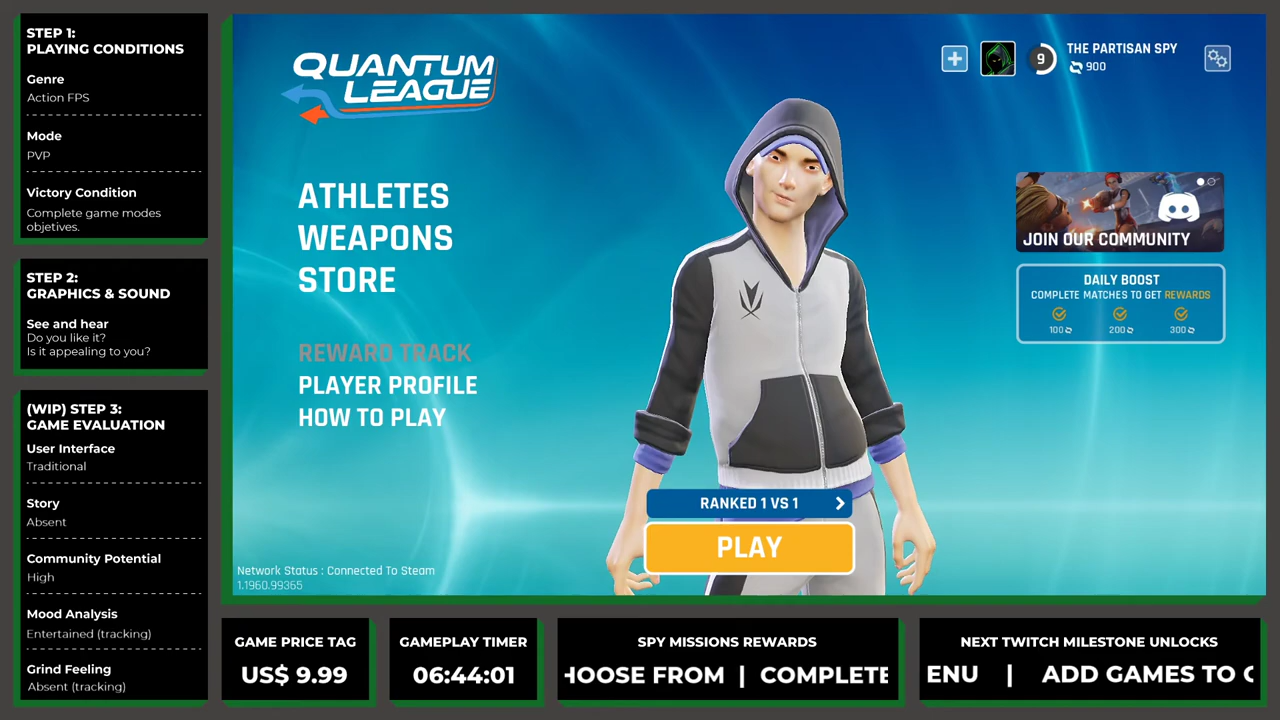 STEP 1:
PLAYING CONDITIONS
Genre
Action FPS
Mode
PVP
Victory Condition
Complete game modes
objetives.
STEP 2:
GRAPHICS & SOUND
See and hear
Do you like it?
Is it appealing to you?
(WIP) STEP 3:
GAME EVALUATION
User Interface
Traditional
Story
Absent
Community Potential
High
Mood Analysis
Entertained (tracking)
Grind Feeling
Absent (tracking)
QUANTUM
LEAGUE
ATHLETES
WEAPONS
STORE
REWARD TRACK
PLAYER PROFILE
HOW TO PLAY
9
THE PARTISAN SPY
900
JOIN OUR COMMUNITY
DAILY BOOST
COMPLETE MATCHES TO GET REWARDS
100 200 300
RANKED 1 VS 1
PLAY
Network Status : Connected To Steam
1.1960.99365
GAME PRICE TAG
US$ 9.99
GAMEPLAY TIMER
06:44:01
SPY MISSIONS REWARDS
HOOSE FROM | COMPLETE
NEXT TWITCH MILESTONE UNLOCKS
ENU | ADD GAMES TO